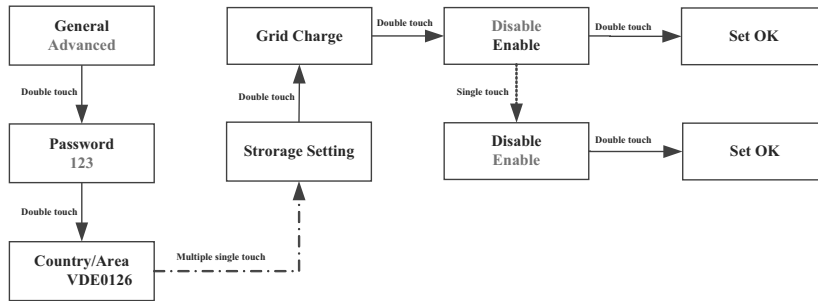 General
Advanced
Double touch
Password
123
Double touch
Country/Area
VDE0126
Multiple single touch
Strorage Setting
Double touch
Grid Charge
Double touch
Disable
Enable
Double touch
Set OK
Single touch
Disable
Enable
Double touch
Set OK